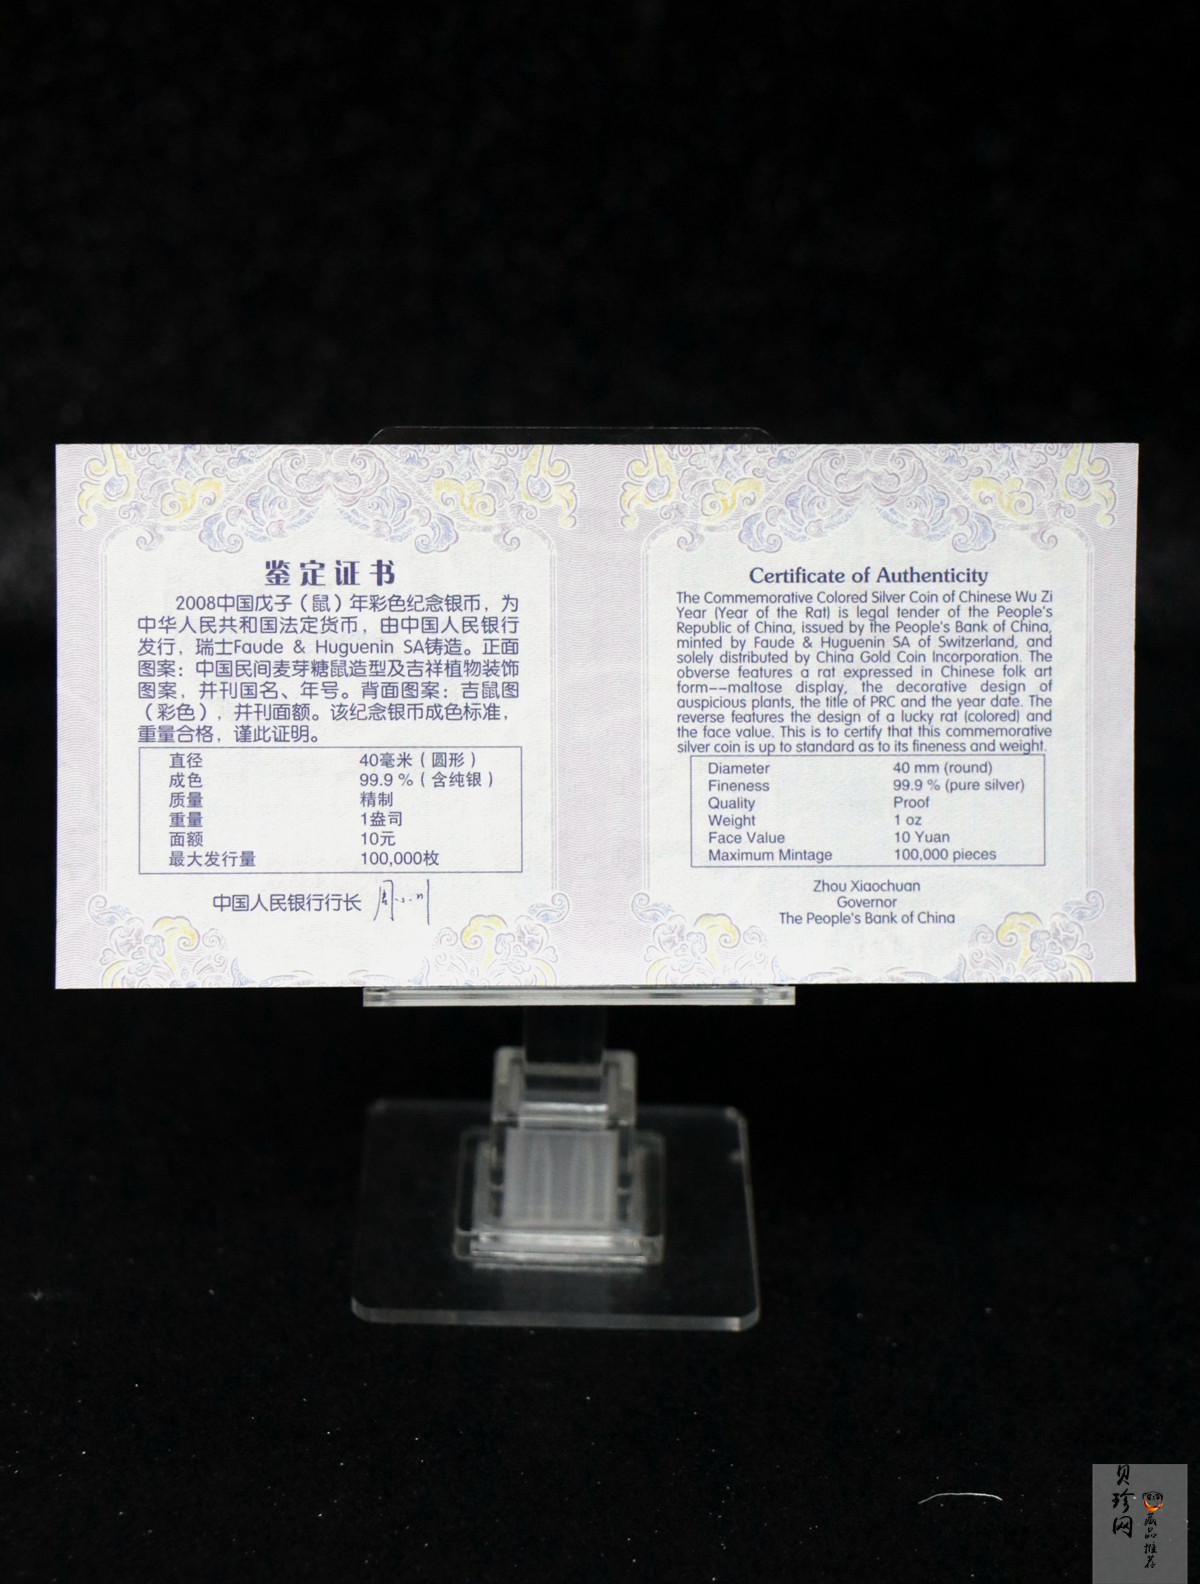 鉴定证书
2008中国戊子（鼠）年彩色纪念银币，为
中华人民共和国法定货币，由中国人民银行
发行，瑞士Faude & Huguenin SA铸造。正面
图案：中国民间麦芽糖鼠造型及吉祥植物装饰
图案，并刊国名、年号。背面图案：吉鼠图
（彩色），并刊面额。该纪念银币成色标准，
重量合格，谨此证明。
直径 40毫米（圆形）
成色 99.9 %（含纯银）
质量 精制
重量 1盎司
面额 10元
最大发行量 100,000枚
中国人民银行行长
Certificate of Authenticity
The Commemorative Colored Silver Coin of Chinese Wu Zi
Year (Year of the Rat) is legal tender of the People's
Republic of China, issued by the People's Bank of China,
minted by Faude & Huguenin SA of Switzerland, and
solely distributed by China Gold Coin Incorporation. The
obverse features a rat expressed in Chinese folk art
form--maltose display, the decorative design of
auspicious plants, the title of PRC and the year date. The
reverse features the design of a lucky rat (colored) and
the face value. This is to certify that this commemorative
silver coin is up to standard as to its fineness and weight.
Diameter 40 mm (round)
Fineness 99.9 % (pure silver)
Quality Proof
Weight 1 oz
Face Value 10 Yuan
Maximum Mintage 100,000 pieces
Zhou Xiaochuan
Governor
The People's Bank of China
贝珍网
藏品推荐